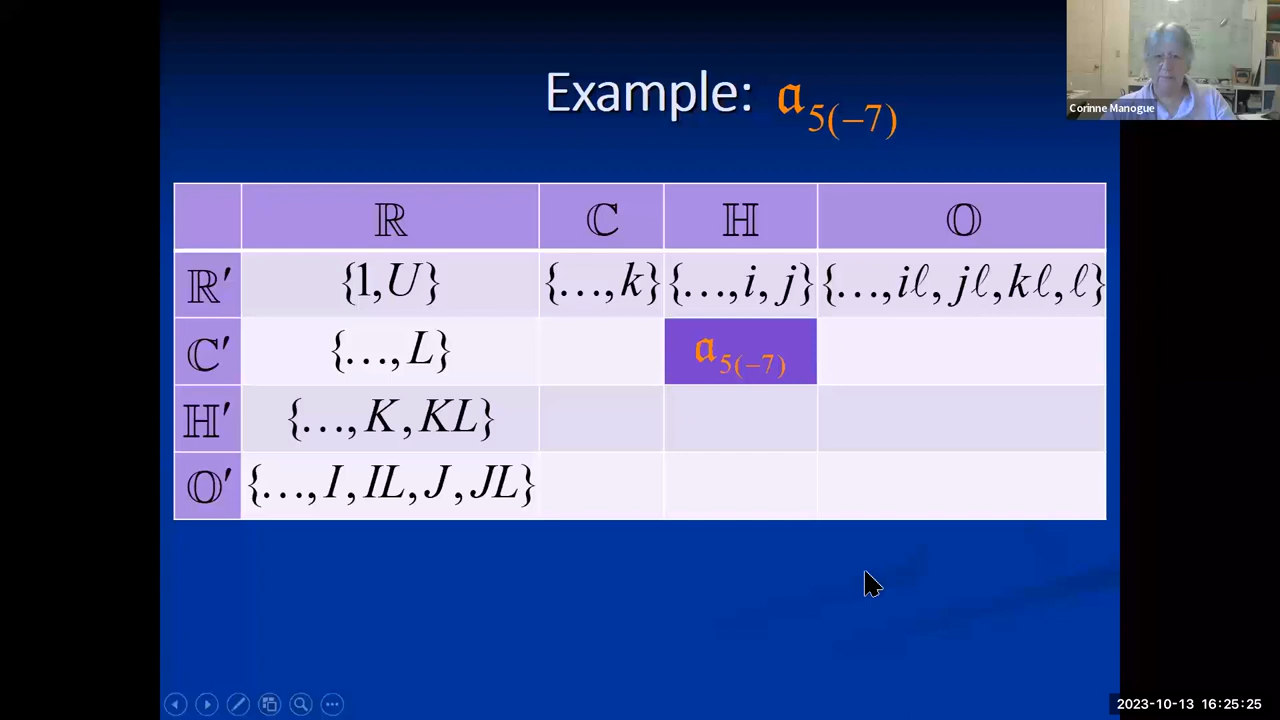 Example: 𝔞5(−7)
Corinne Manogue
ℝ ℂ ℍ 𝕆
ℝ′ {1,U} {…,k} {…,i,j} {…,iℓ,jℓ,kℓ,ℓ}
ℂ′ {…,L} 𝔞5(−7)
ℍ′ {…,K,KL}
𝕆′ {…,I,IL,J,JL}
2023-10-13 16:25:25